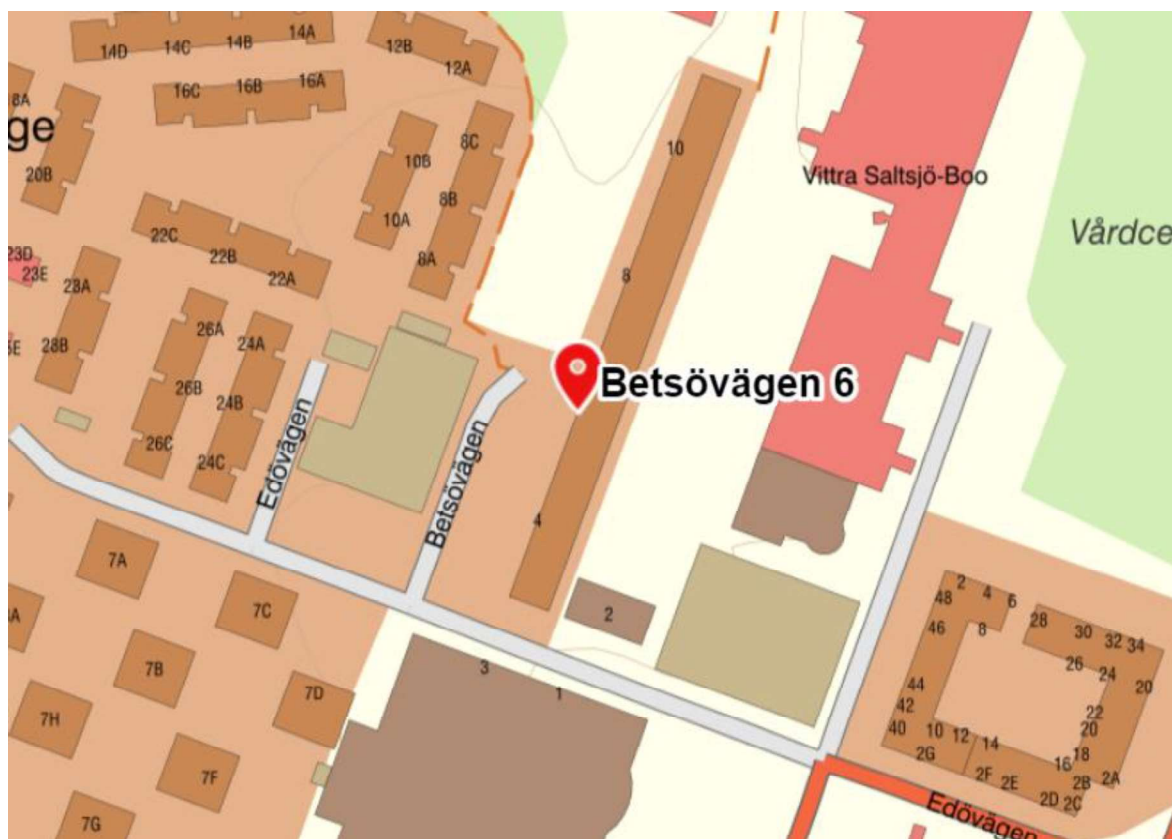 14D
14C
14B
14A
12B
12A
16C
16B
16A
8A
ge
20B
10B
8C
10
10A
8B
8A
Vittra Saltsjö-Boo
Vårdce
22C
22B
22A
23D
23E
28A
28B
8
26A
24A
26B
24B
26C
24C
Betsövägen 6
Edövägen
Betsövägen
4
7A
7C
7B
7D
7H
7F
7G
2
3
1
2
4
6
48
8
46
28
30
32
34
26
24
20
44
42
40
22
20
10
12
14
18
16
2G
2F
2E
2D
2C
2B
2A
Edövägen